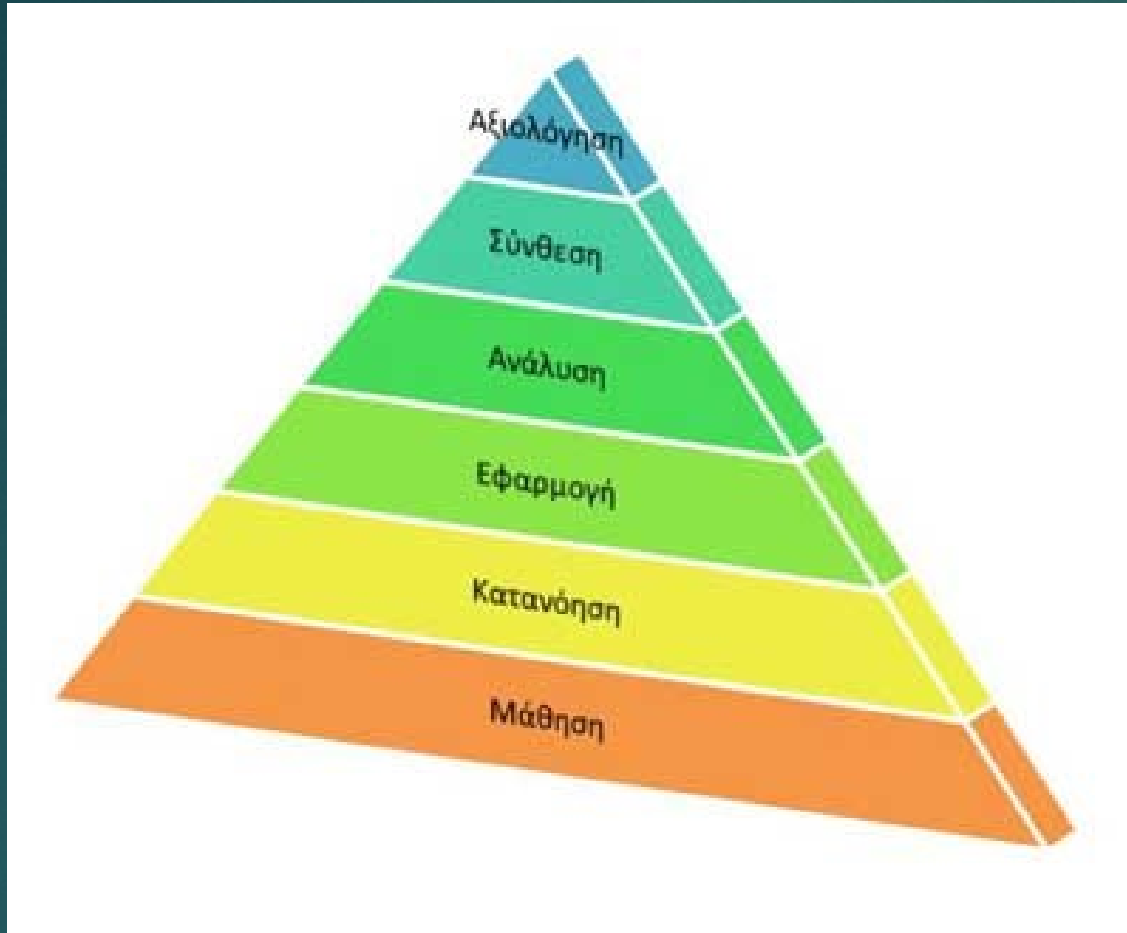 Αξιολόγηση
Σύνθεση
Ανάλυση
Εφαρμογή
Κατανόηση
Μάθηση